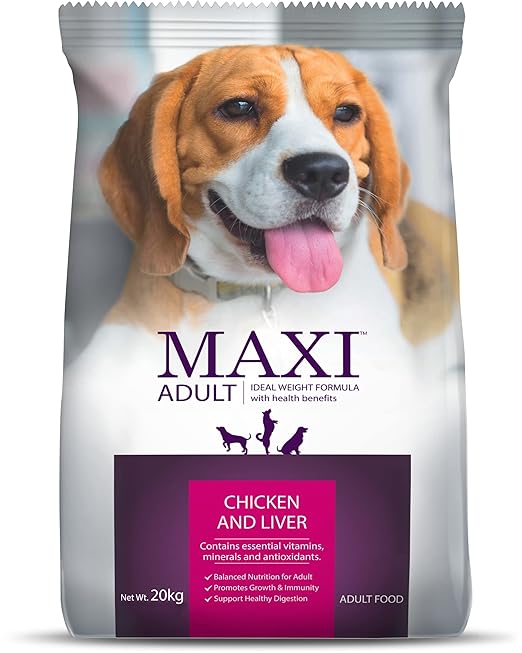 MAXI™
ADULT
IDEAL WEIGHT FORMULA
with health benefits
CHICKEN
AND LIVER
Contains essential vitamins,
minerals and antioxidants.
✓ Balanced Nutrition for Adult
✓ Promotes Growth & Immunity
✓ Support Healthy Digestion
Net Wt. 20kg
ADULT FOOD